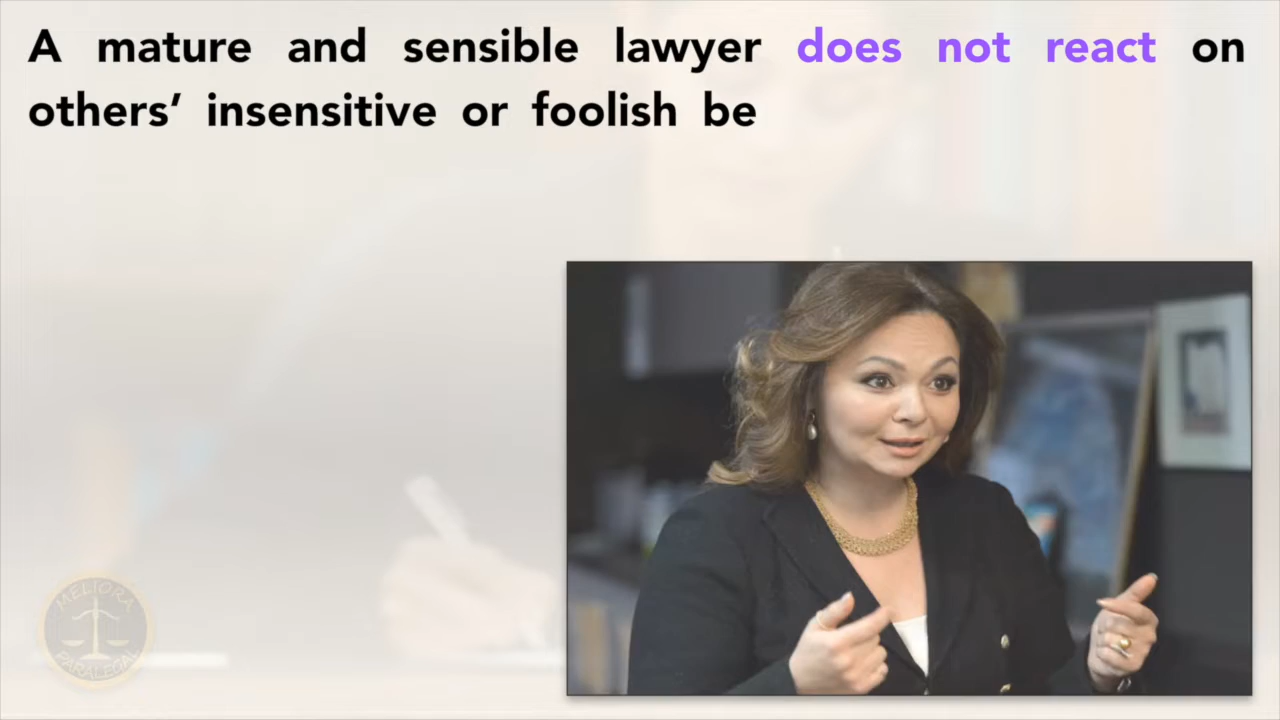 A mature and sensible lawyer does not react on
others’ insensitive or foolish be
MELIORA
PARALEGAL